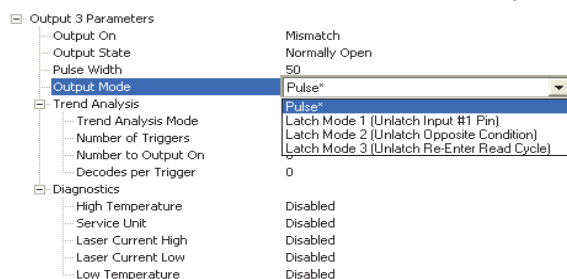 Output 3 Parameters
Output On Mismatch
Output State Normally Open
Pulse Width 50
Output Mode Pulse*
Trend Analysis Pulse*
Trend Analysis Mode Latch Mode 1 (Unlatch Input #1 Pin)
Number of Triggers Latch Mode 2 (Unlatch Opposite Condition)
Number to Output On Latch Mode 3 (Unlatch Re-Enter Read Cycle)
Decodes per Trigger 0
Diagnostics
High Temperature Disabled
Service Unit Disabled
Laser Current High Disabled
Laser Current Low Disabled
Low Temperature Disabled